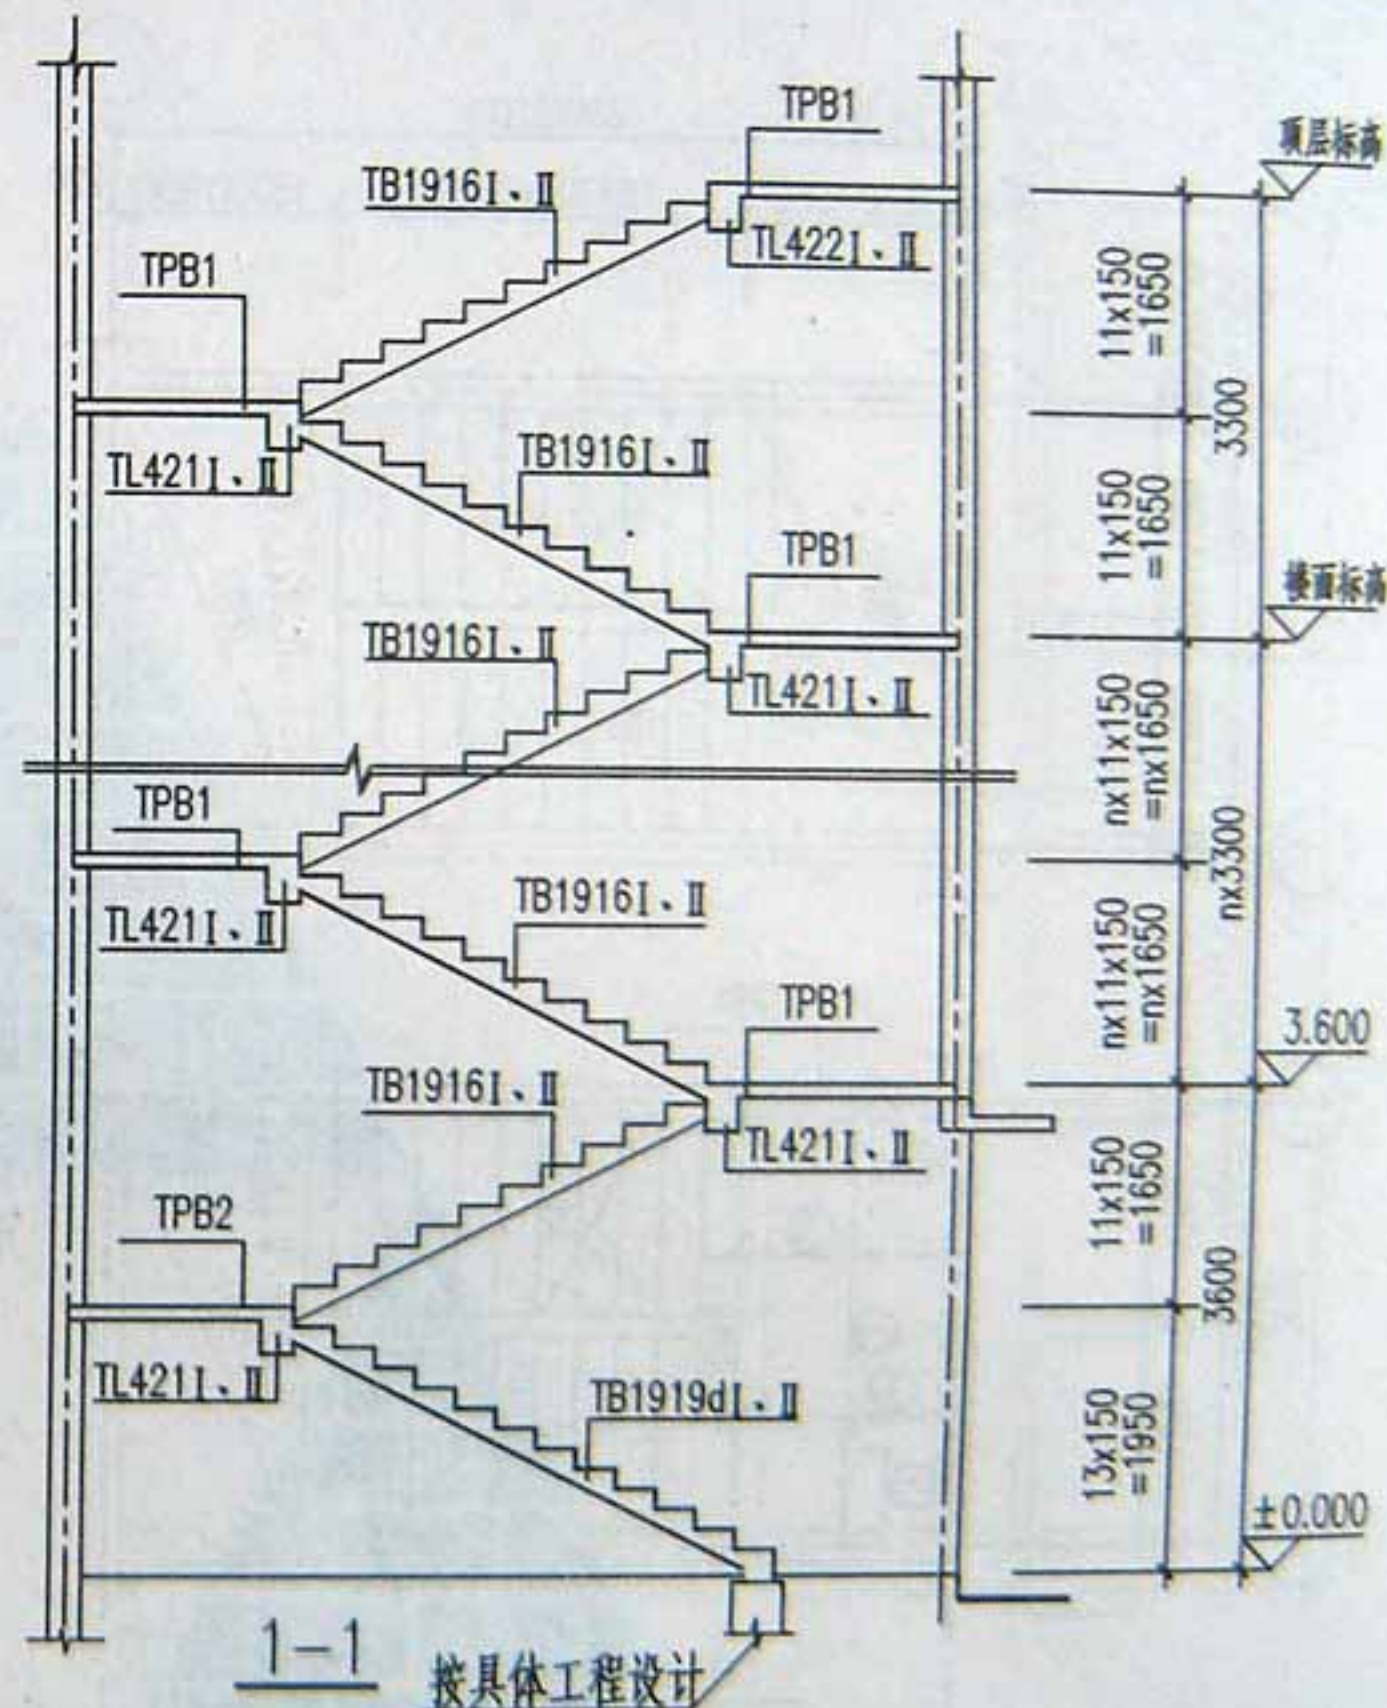 TPB1
顶层标高
TB1916Ⅰ、Ⅱ
TL422Ⅰ、Ⅱ
TPB1
11x150
=1650
3300
TL421Ⅰ、Ⅱ
TB1916Ⅰ、Ⅱ
11x150
=1650
TPB1
楼面标高
TB1916Ⅰ、Ⅱ
TL421Ⅰ、Ⅱ
nx11x150
=nx1650
TPB1
nx3300
TL421Ⅰ、Ⅱ
TB1916Ⅰ、Ⅱ
nx11x150
=nx1650
TPB1
3.600
TB1916Ⅰ、Ⅱ
TL421Ⅰ、Ⅱ
11x150
=1650
TPB2
3600
TL421Ⅰ、Ⅱ
TB1919dⅠ、Ⅱ
13x150
=1950
±0.000
1-1
按具体工程设计